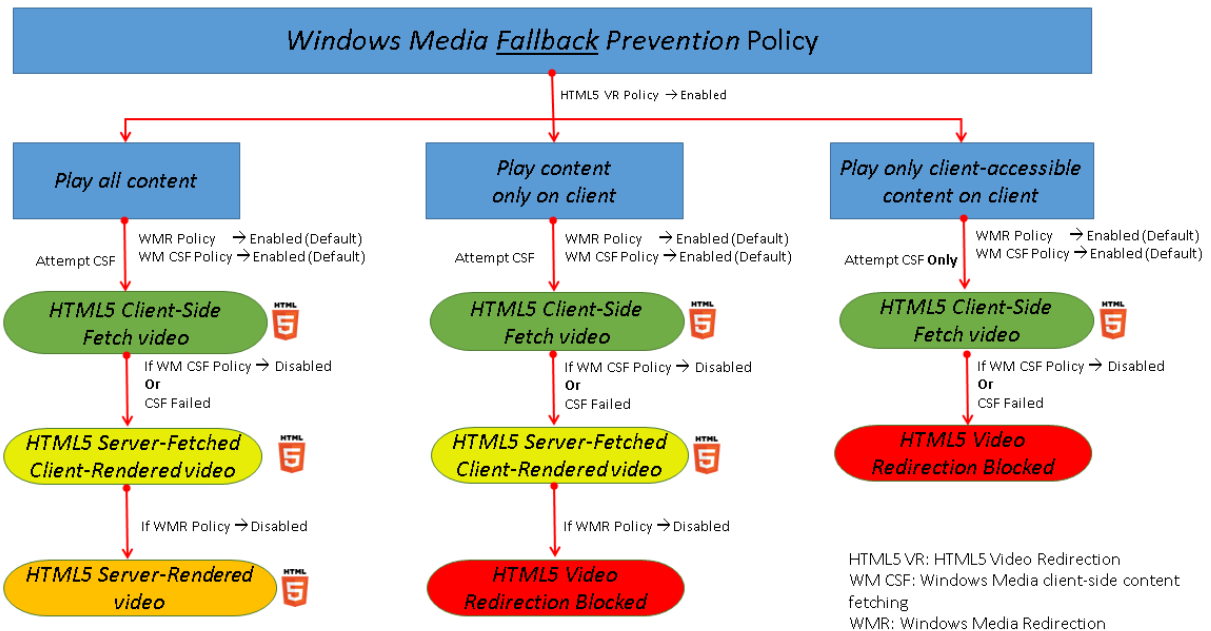 Windows Media Fallback Prevention Policy
HTML5 VR Policy → Enabled
Play all content
WMR Policy → Enabled (Default)
WM CSF Policy → Enabled (Default)
Attempt CSF
HTML5 Client-Side
Fetch video
HTML
5
If WM CSF Policy → Disabled
Or
CSF Failed
HTML5 Server-Fetched
Client-Rendered video
HTML
5
If WMR Policy → Disabled
HTML5 Server-Rendered
video
HTML
5
Play content
only on client
WMR Policy → Enabled (Default)
WM CSF Policy → Enabled (Default)
Attempt CSF
HTML5 Client-Side
Fetch video
HTML
5
If WM CSF Policy → Disabled
Or
CSF Failed
HTML5 Server-Fetched
Client-Rendered video
HTML
5
If WMR Policy → Disabled
HTML5 Video
Redirection Blocked
Play only client-accessible
content on client
WMR Policy → Enabled (Default)
WM CSF Policy → Enabled (Default)
Attempt CSF Only
HTML5 Client-Side
Fetch video
HTML
5
If WM CSF Policy → Disabled
Or
CSF Failed
HTML5 Video
Redirection Blocked
HTML5 VR: HTML5 Video Redirection
WM CSF: Windows Media client-side content
fetching
WMR: Windows Media Redirection